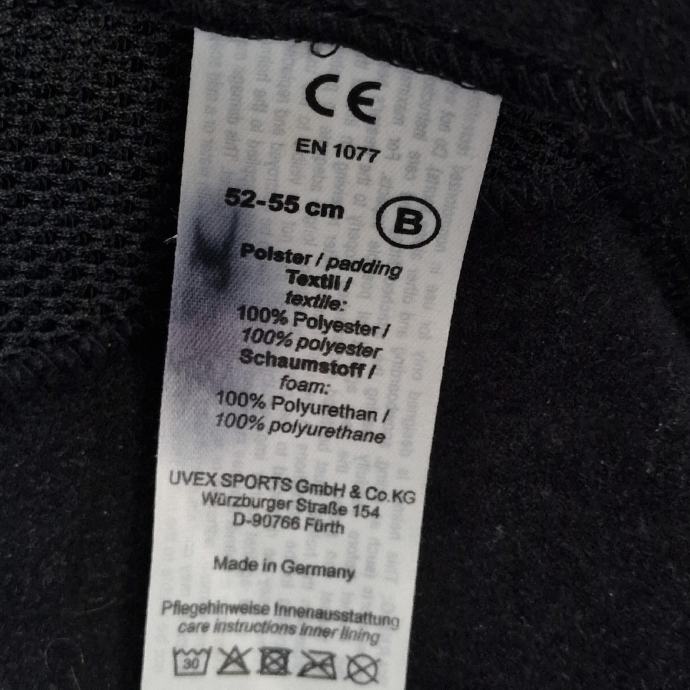 CE
EN 1077
52-55 cm B
Polster / padding
Textil /
textile:
100% Polyester /
100% polyester
Schaumstoff /
foam:
100% Polyurethan /
100% polyurethane
UVEX SPORTS GmbH & Co.KG
Würzburger Straße 154
D-90766 Fürth
Made in Germany
Pflegehinweise Innenausstattung
care instructions inner lining
30